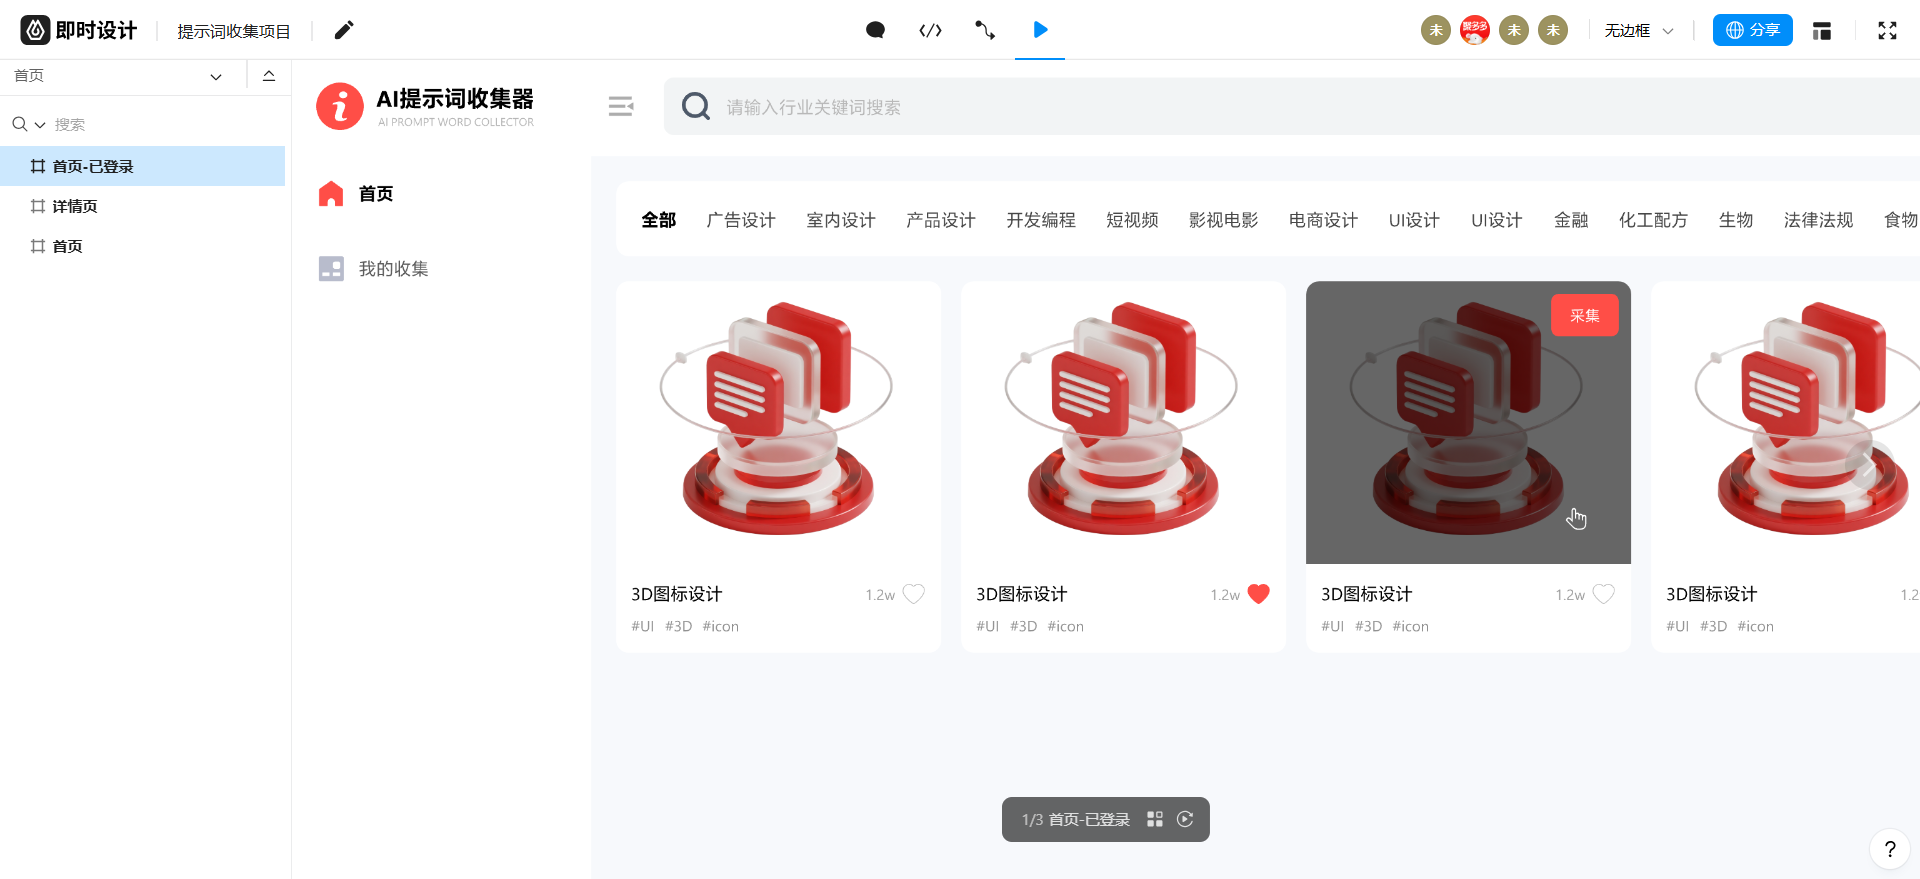 即时设计
提示词收集项目
未
聚多多
未
未
无边框
分享
首页
搜索
首页-已登录
详情页
首页
AI提示词收集器
AI PROMPT WORD COLLECTOR
首页
我的收集
请输入行业关键词搜索
全部 广告设计 室内设计 产品设计 开发编程 短视频 影视电影 电商设计 UI设计 UI设计 金融 化工配方 生物 法律法规 食物
采集
3D图标设计 1.2w
#UI #3D #icon
3D图标设计 1.2w
#UI #3D #icon
3D图标设计 1.2w
#UI #3D #icon
3D图标设计 1.2
#UI #3D #icon
1/3 首页-已登录
?